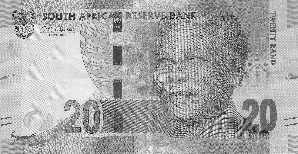 SOUTH AFRICAN RESERVE BANK
TWENTY RAND
20
20